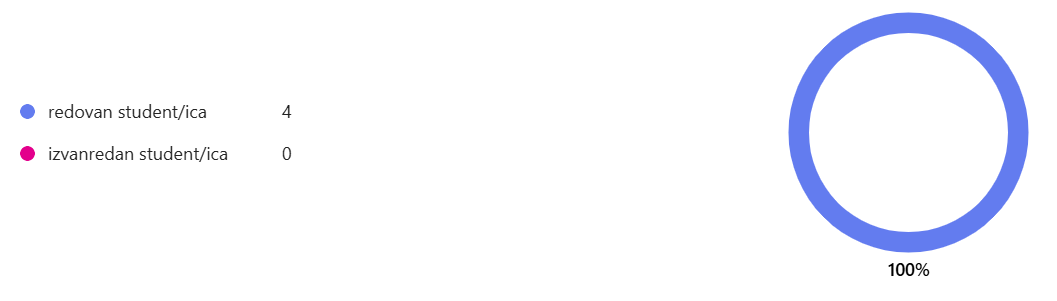 redovan student/ica 4
izvanredan student/ica 0
100%